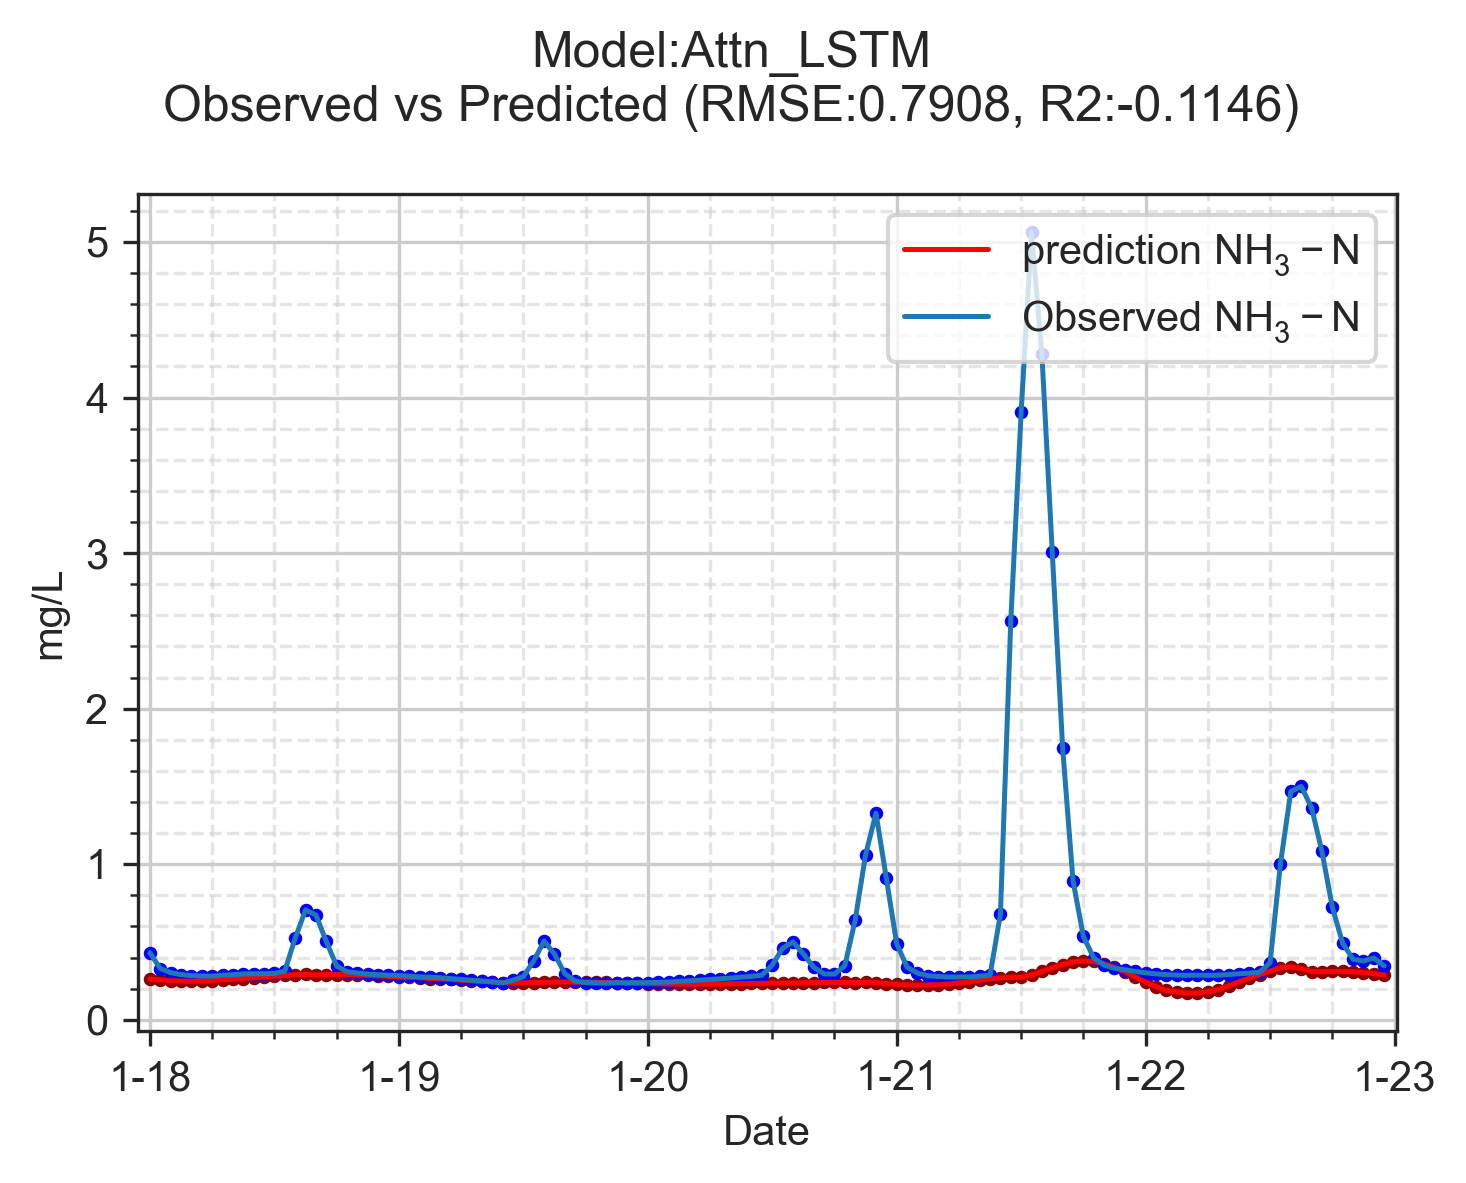 Model:Attn_LSTM
Observed vs Predicted (RMSE:0.7908, R2:-0.1146)
prediction NH₃ − N
Observed NH₃ − N
5
4
3
2
1
0
mg/L
1-18 1-19 1-20 1-21 1-22 1-23
Date